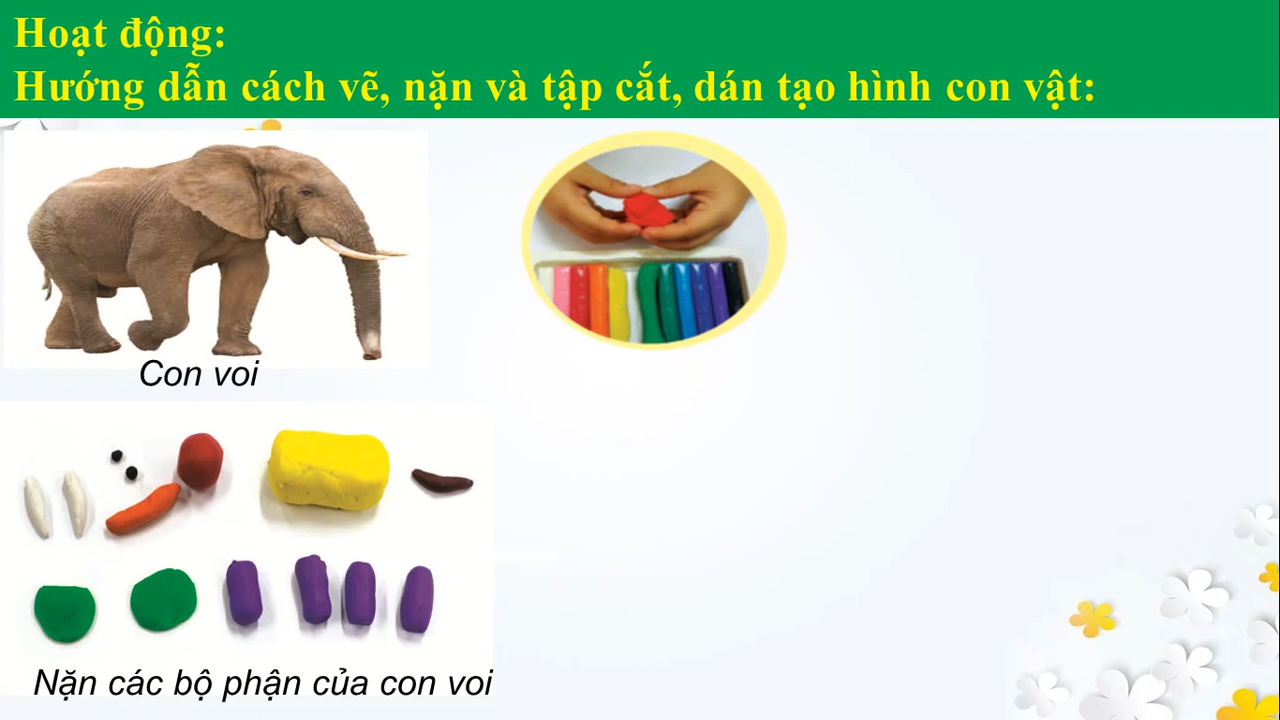 Hoạt động:
Hướng dẫn cách vẽ, nặn và tập cắt, dán tạo hình con vật:
Con voi
Nặn các bộ phận của con voi